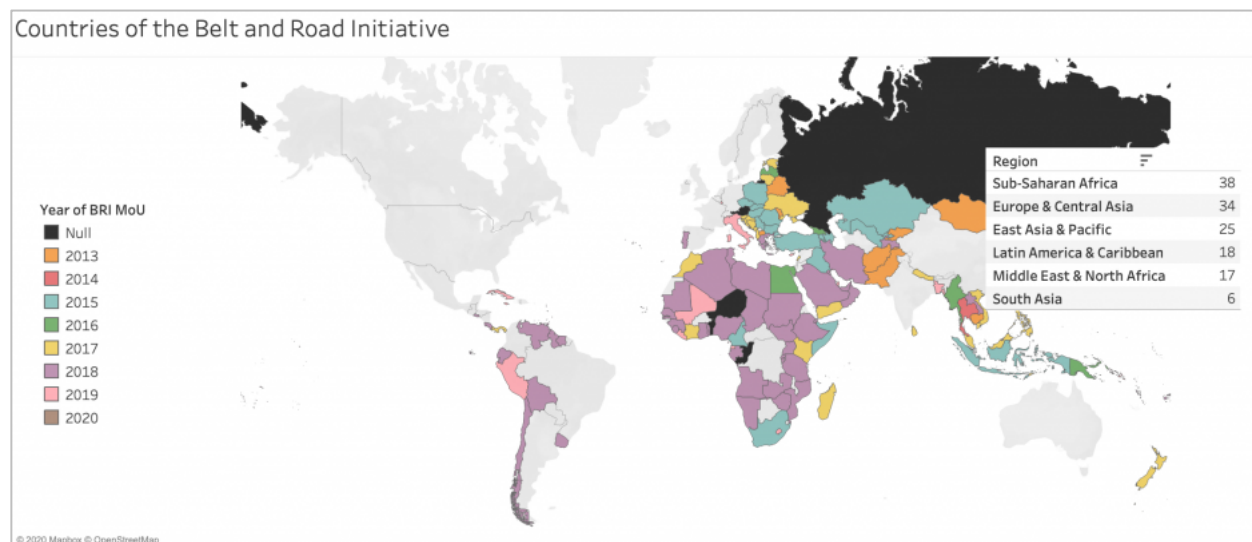 Countries of the Belt and Road Initiative
Year of BRI MoU
Null
2013
2014
2015
2016
2017
2018
2019
2020
Region
Sub-Saharan Africa 38
Europe & Central Asia 34
East Asia & Pacific 25
Latin America & Caribbean 18
Middle East & North Africa 17
South Asia 6
© 2020 Mapbox © OpenStreetMap